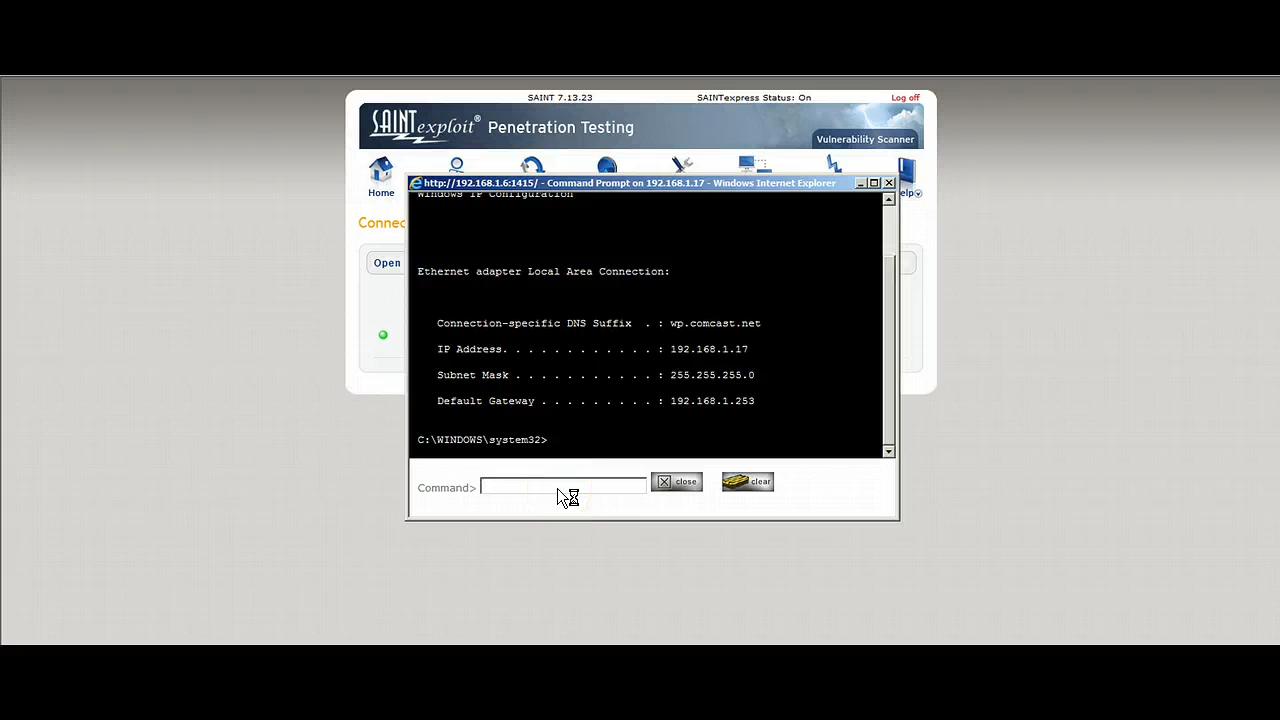 SAINT 7.13.23 SAINTexpress Status: On Log off
SAINTexploit® Penetration Testing
Vulnerability Scanner
Home
http://192.168.1.6:1415/ - Command Prompt on 192.168.1.17 - Windows Internet Explorer
Connec
Open
Windows IP Configuration
Ethernet adapter Local Area Connection:
Connection-specific DNS Suffix . : wp.comcast.net
IP Address. . . . . . . . . . . . : 192.168.1.17
Subnet Mask . . . . . . . . . . . : 255.255.255.0
Default Gateway . . . . . . . . . : 192.168.1.253
C:\WINDOWS\system32>
Command> close clear